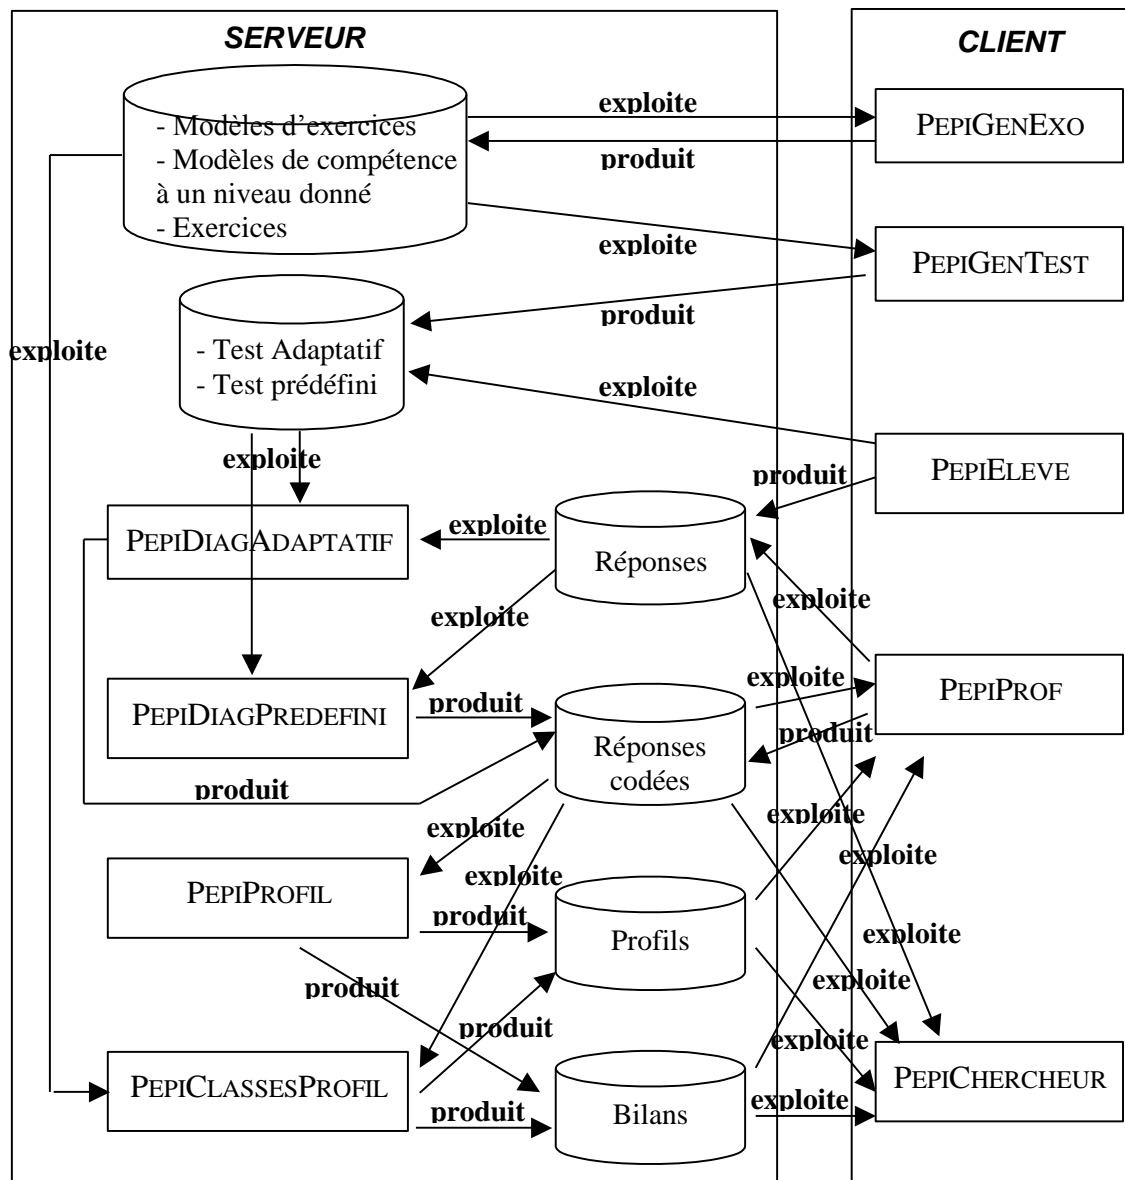 SERVEUR
CLIENT
exploite
- Modèles d'exercices
- Modèles de compétence
à un niveau donné
- Exercices
PEPIGENEXO
produit
exploite
PEPIGENTEST
produit
exploite
- Test Adaptatif
- Test prédéfini
exploite
exploite
PEPIELEVE
produit
PEPIDIAGADAPTATIF
exploite
Réponses
exploite
exploite
PEPIPROF
exploite
PEPIDIAGPREDEFINI
produit
produit
Réponses
codées
produit
exploite
exploite
exploite
exploite
PEPIPROFIL
produit
Profils
exploite
exploite
produit
produit
exploite
PEPICLASSESPROFIL
produit
Bilans
exploite
PEPICHERCHEUR